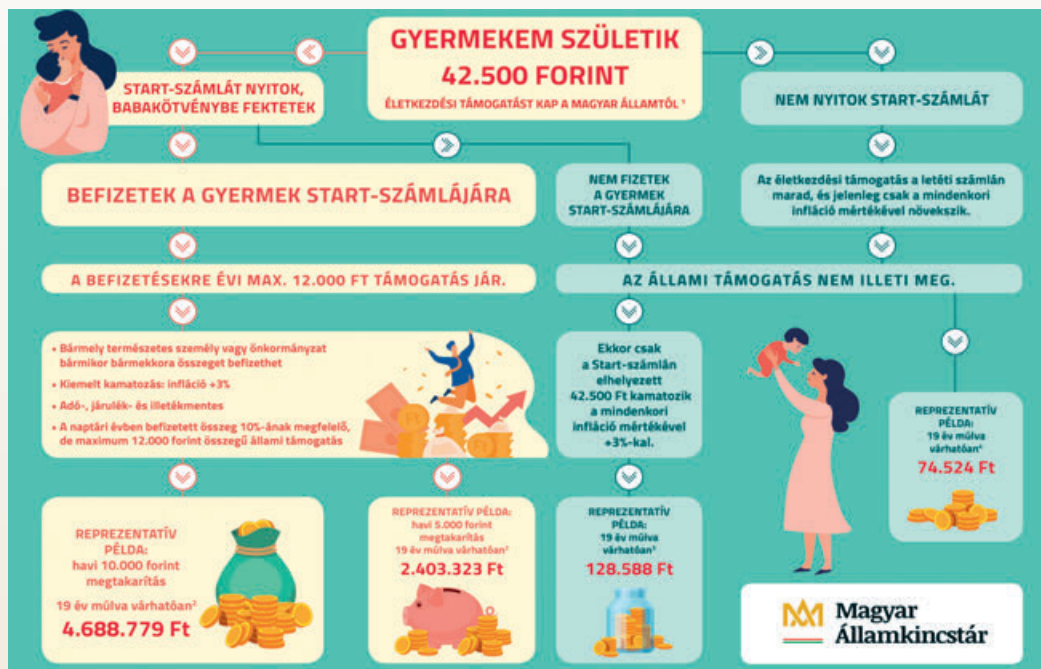 GYERMEKEM SZÜLETIK
42.500 FORINT
ÉLETKEZDÉSI TÁMOGATÁST KAP A MAGYAR ÁLLAMTÓL ¹
START-SZÁMLÁT NYITOK,
BABAKÖTVÉNYBE FEKTETEK
NEM NYITOK START-SZÁMLÁT
BEFIZETEK A GYERMEK START-SZÁMLÁJÁRA
NEM FIZETEK
A GYERMEK
START-SZÁMLÁJÁRA
Az életkezdési támogatás a letéti számlán
marad, és jelenleg csak a mindenkori
infláció mértékével növekszik.
A BEFIZETÉSEKRE ÉVI MAX. 12.000 FT TÁMOGATÁS JÁR.
AZ ÁLLAMI TÁMOGATÁS NEM ILLETI MEG.
• Bármely természetes személy vagy önkormányzat
bármikor bármekkora összeget befizethet
• Kiemelt kamatozás: infláció +3%
• Adó-, járulék- és illetékmentes
• A naptári évben befizetett összeg 10%-ának megfelelő,
de maximum 12.000 forint összegű állami támogatás
Ekkor csak
a Start-számlán
elhelyezett
42.500 Ft kamatozik
a mindenkori
infláció mértékével
+3%-kal.
REPREZENTATÍV
PÉLDA:
19 év múlva
várhatóan⁴
74.524 Ft
REPREZENTATÍV
PÉLDA:
havi 10.000 forint
megtakarítás
19 év múlva várhatóan²
4.688.779 Ft
REPREZENTATÍV PÉLDA:
havi 5.000 forint
megtakarítás
19 év múlva várhatóan³
2.403.323 Ft
REPREZENTATÍV
PÉLDA:
19 év múlva
várhatóan³
128.588 Ft
Magyar
Államkincstár